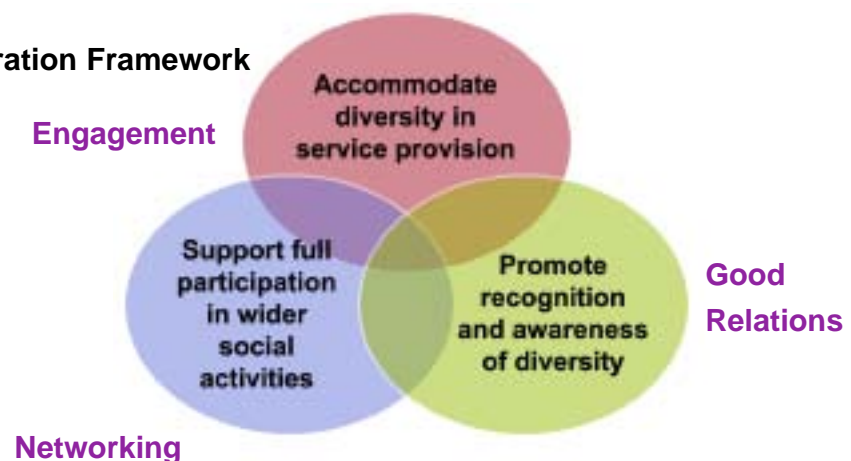 ration Framework
Engagement
Accommodate
diversity in
service provision
Support full
participation
in wider
social
activities
Promote
recognition
and awareness
of diversity
Good
Relations
Networking